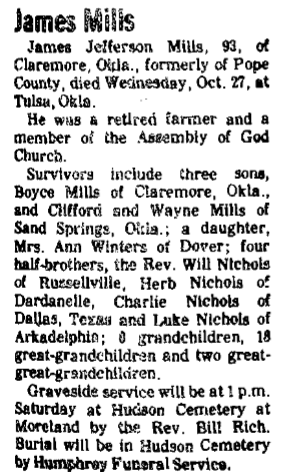 James Mills
James Jefferson Mills, 93, of
Claremore, Okla., formerly of Pope
County, died Wednesday, Oct. 27, at
Tulsa, Okla.
He was a retired farmer and a
member of the Assembly of God
Church.
Survivors include three sons,
Boyce Mills of Claremore, Okla.,
and Clifford and Wayne Mills of
Sand Springs, Okla.; a daughter,
Mrs. Ann Winters of Dover; four
half-brothers, the Rev. Will Nichols
of Russellville, Herb Nichols of
Dardanelle, Charlie Nichols of
Dallas, Texas and Luke Nichols of
Arkadelphia; grandchildren, 18
great-grandchildren and two great-
great-grandchildren.
Graveside service will be at 1 p.m.
Saturday at Hudson Cemetery at
Moreland by the Rev. Bill Rich.
Burial will be in Hudson Cemetery
by Humphrey Funeral Service.